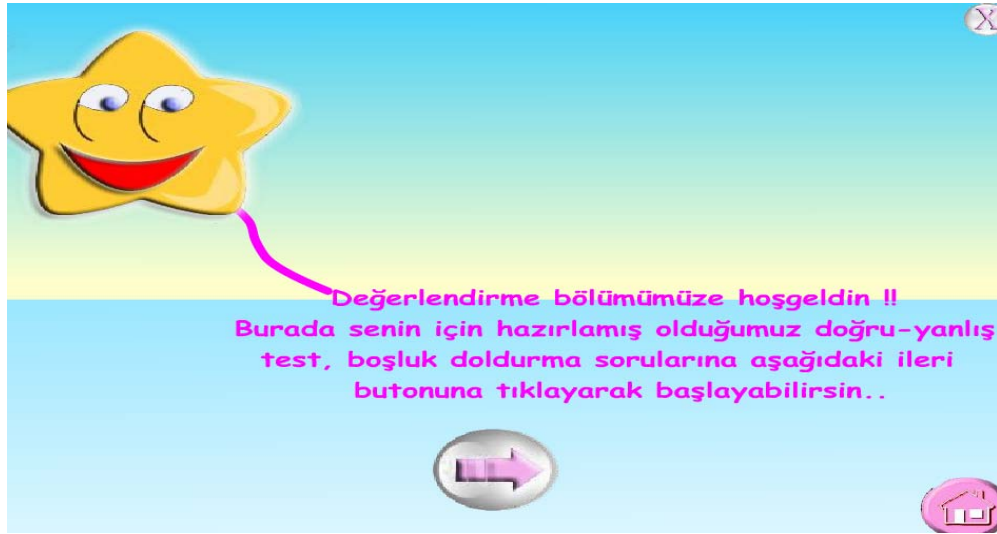 X
Değerlendirme bölümümüze hoşgeldin !!
Burada senin için hazırlamış olduğumuz doğru-yanlış
test, boşluk doldurma sorularına aşağıdaki ileri
butonuna tıklayarak başlayabilirsin..